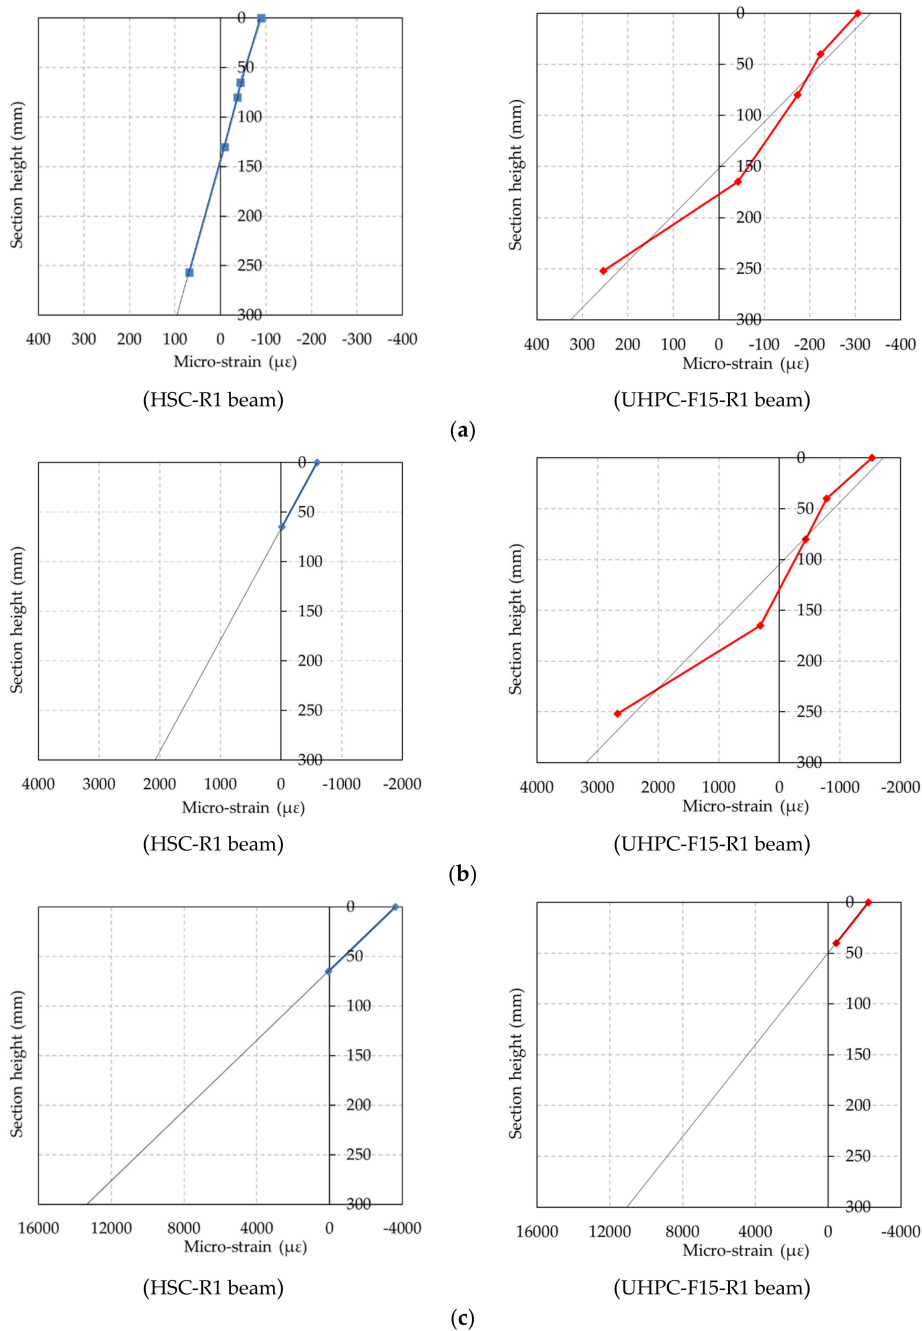 0
50
100
150
200
250
300
400 300 200 100 0 -100 -200 -300 -400
Section height (mm)
Micro-strain (με)
(HSC-R1 beam)
0
50
100
150
200
250
300
400 300 200 100 0 -100 -200 -300 -400
Section height (mm)
Micro-strain (με)
(UHPC-F15-R1 beam)
(a)
0
50
100
150
200
250
300
4000 3000 2000 1000 0 -1000 -2000
Section height (mm)
Micro-strain (με)
(HSC-R1 beam)
0
50
100
150
200
250
300
4000 3000 2000 1000 0 -1000 -2000
Section height (mm)
Micro-strain (με)
(UHPC-F15-R1 beam)
(b)
0
50
100
150
200
250
300
16000 12000 8000 4000 0 -4000
Section height (mm)
Micro-strain (με)
(HSC-R1 beam)
0
50
100
150
200
250
300
16000 12000 8000 4000 0 -4000
Section height (mm)
Micro-strain (με)
(UHPC-F15-R1 beam)
(c)